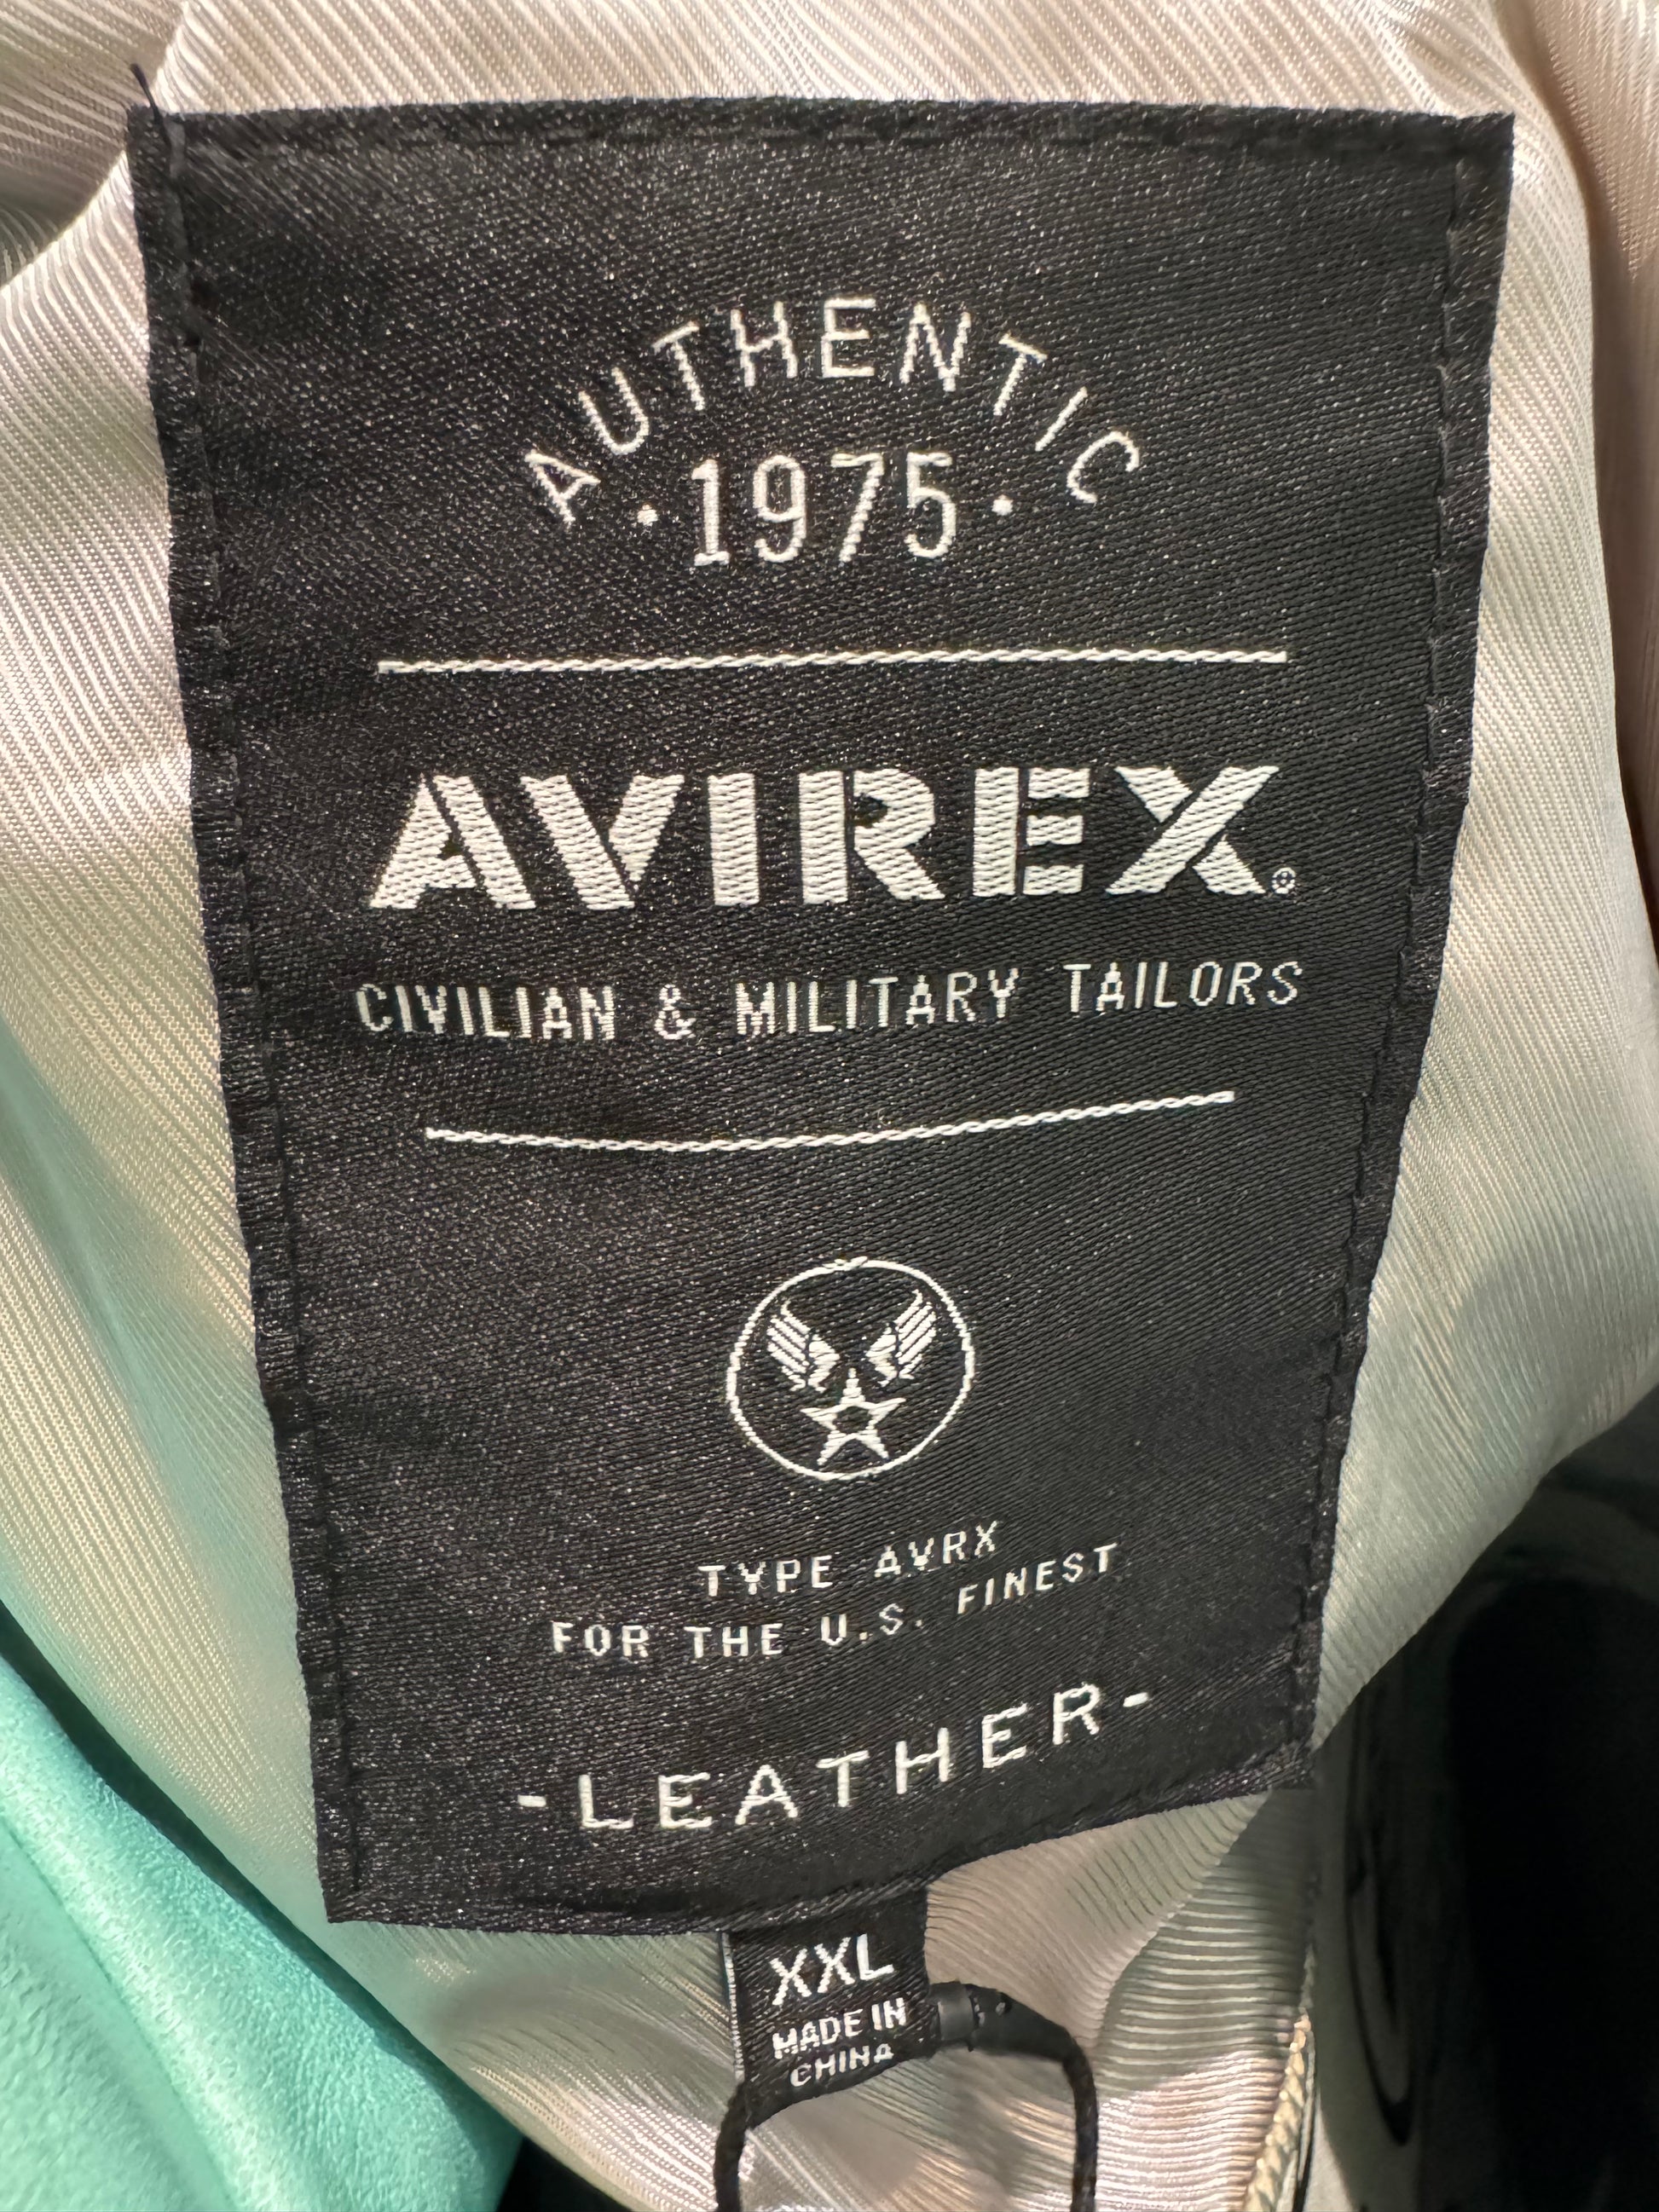 AUTHENTIC
·1975·
AVIREX®
CIVILIAN & MILITARY TAILORS
TYPE AVRX
FOR THE U.S. FINEST
-LEATHER-
XXL
MADE IN
CHINA